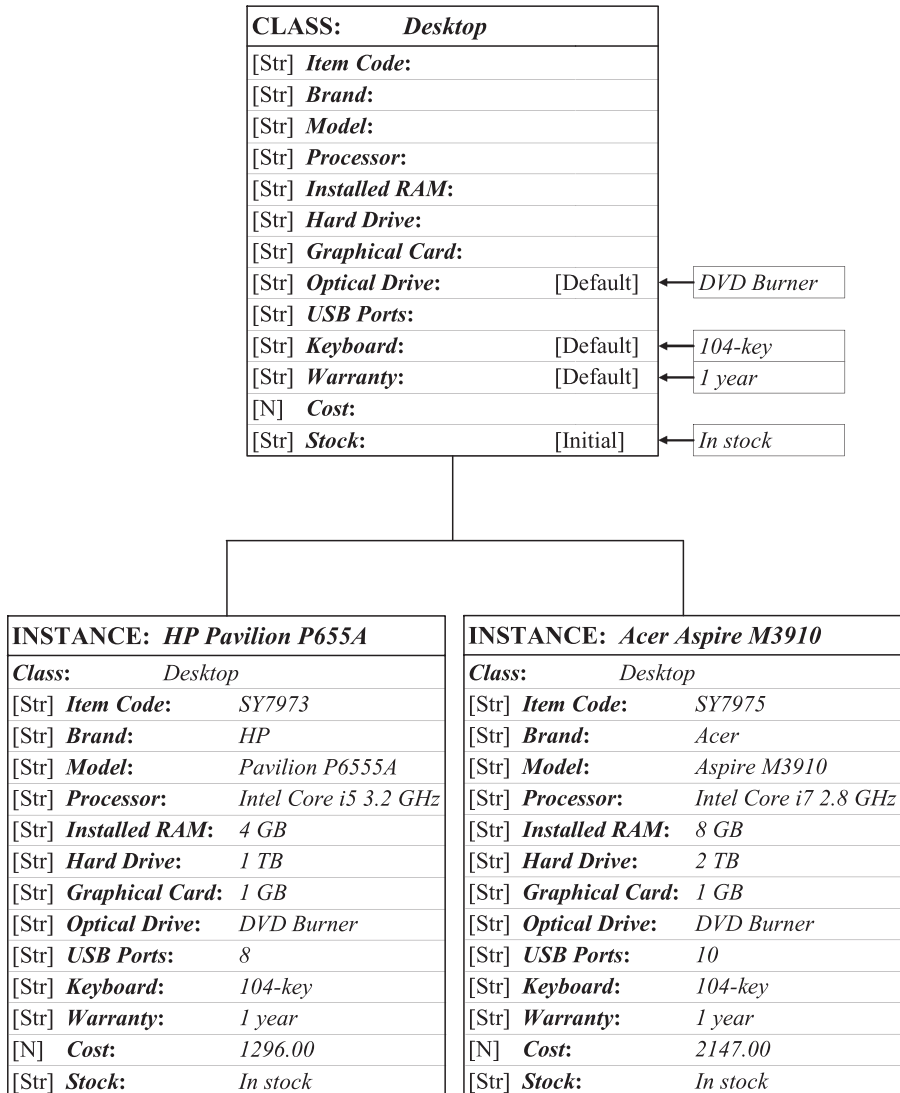 CLASS: Desktop
[Str] Item Code:
[Str] Brand:
[Str] Model:
[Str] Processor:
[Str] Installed RAM:
[Str] Hard Drive:
[Str] Graphical Card:
[Str] Optical Drive: [Default] DVD Burner
[Str] USB Ports:
[Str] Keyboard: [Default] 104-key
[Str] Warranty: [Default] 1 year
[N] Cost:
[Str] Stock: [Initial] In stock
INSTANCE: HP Pavilion P655A
Class: Desktop
[Str] Item Code: SY7973
[Str] Brand: HP
[Str] Model: Pavilion P6555A
[Str] Processor: Intel Core i5 3.2 GHz
[Str] Installed RAM: 4 GB
[Str] Hard Drive: 1 TB
[Str] Graphical Card: 1 GB
[Str] Optical Drive: DVD Burner
[Str] USB Ports: 8
[Str] Keyboard: 104-key
[Str] Warranty: 1 year
[N] Cost: 1296.00
[Str] Stock: In stock
INSTANCE: Acer Aspire M3910
Class: Desktop
[Str] Item Code: SY7975
[Str] Brand: Acer
[Str] Model: Aspire M3910
[Str] Processor: Intel Core i7 2.8 GHz
[Str] Installed RAM: 8 GB
[Str] Hard Drive: 2 TB
[Str] Graphical Card: 1 GB
[Str] Optical Drive: DVD Burner
[Str] USB Ports: 10
[Str] Keyboard: 104-key
[Str] Warranty: 1 year
[N] Cost: 2147.00
[Str] Stock: In stock